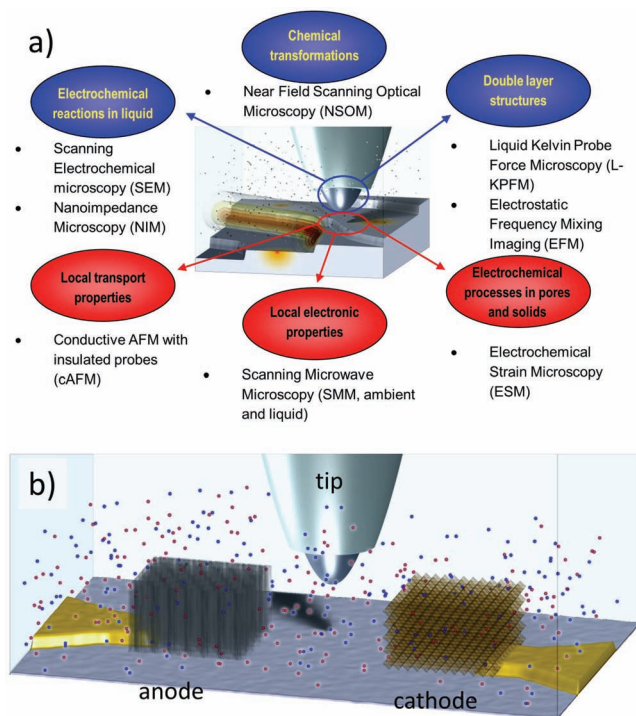 a)
Chemical
transformations
• Near Field Scanning Optical
Microscopy (NSOM)
Electrochemical
reactions in liquid
• Scanning
Electrochemical
microscopy (SEM)
• Nanoimpedance
Microscopy (NIM)
Double layer
structures
• Liquid Kelvin Probe
Force Microscopy (L-
KPFM)
• Electrostatic
Frequency Mixing
Imaging (EFM)
Local transport
properties
• Conductive AFM with
insulated probes
(cAFM)
Local electronic
properties
• Scanning Microwave
Microscopy (SMM, ambient
and liquid)
Electrochemical
processes in pores
and solids
• Electrochemical
Strain Microscopy
(ESM)
b)
tip
anode
cathode